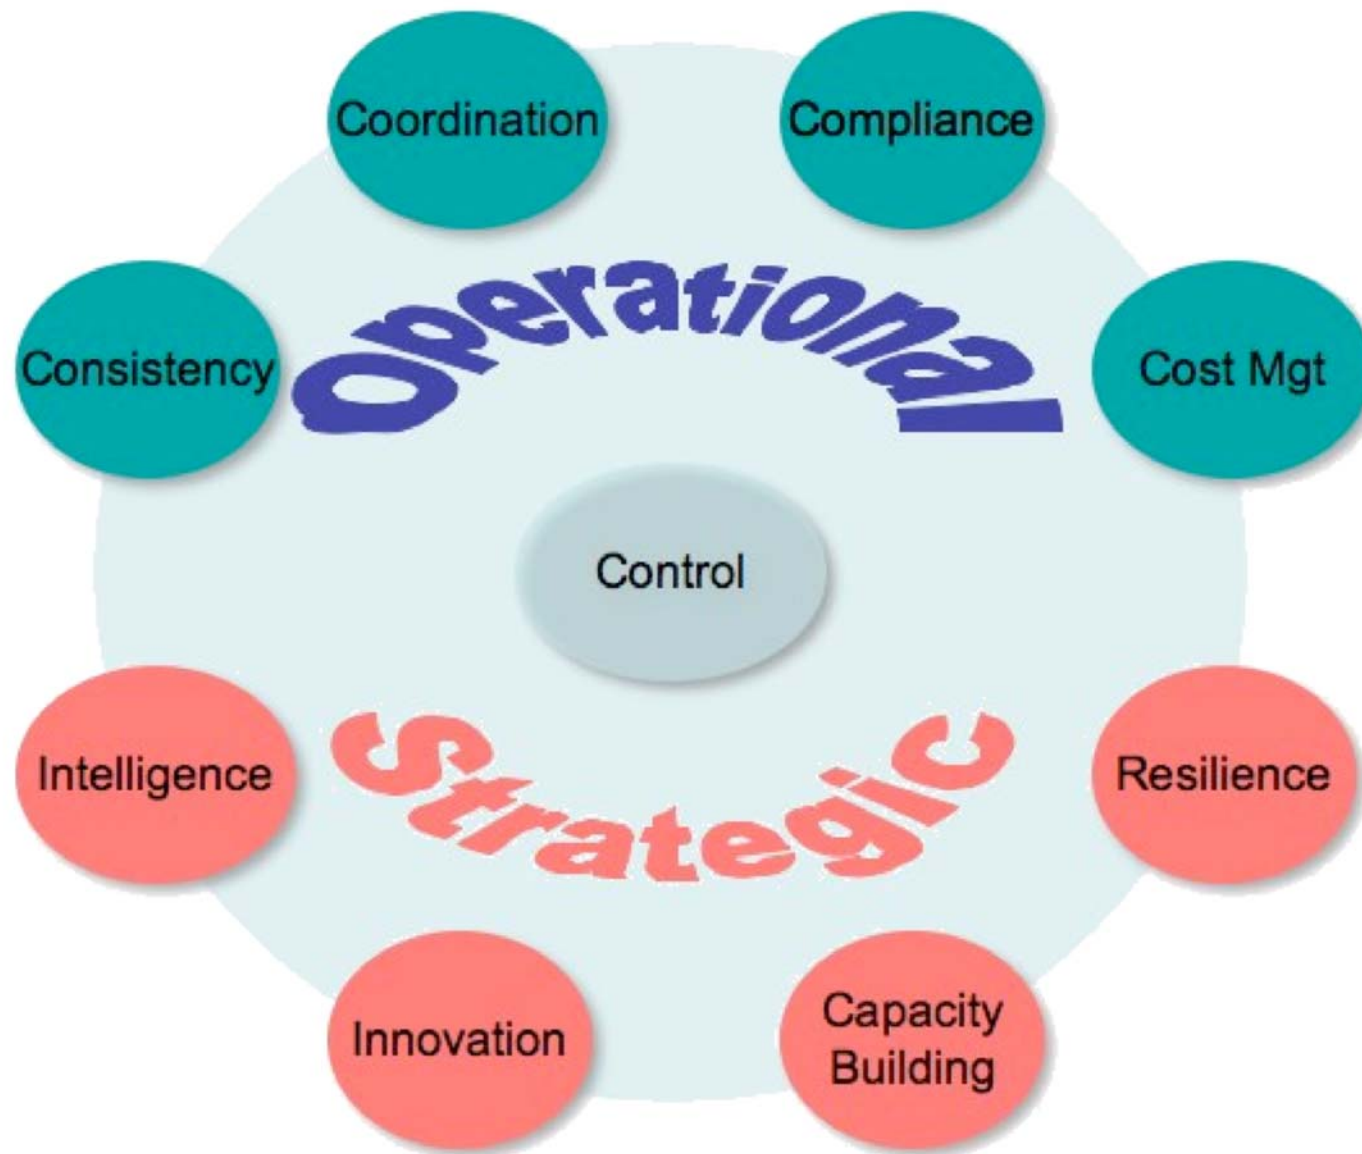 Coordination
Compliance
Consistency
Operational
Cost Mgt
Control
Intelligence
Strategic
Resilience
Innovation
Capacity
Building